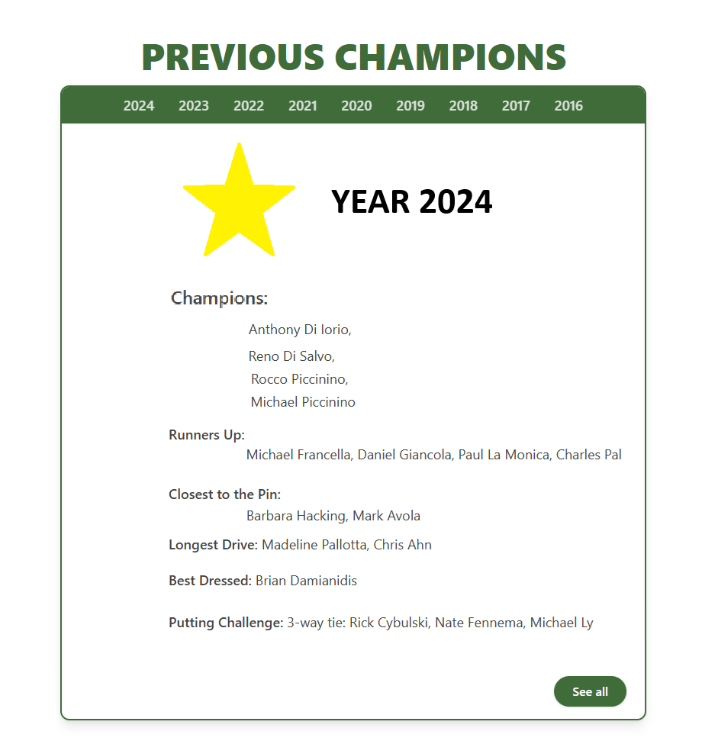 PREVIOUS CHAMPIONS
2024 2023 2022 2021 2020 2019 2018 2017 2016
YEAR 2024
Champions:
Anthony Di Iorio,
Reno Di Salvo,
Rocco Piccinino,
Michael Piccinino
Runners Up:
Michael Francella, Daniel Giancola, Paul La Monica, Charles Pal
Closest to the Pin:
Barbara Hacking, Mark Avola
Longest Drive: Madeline Pallotta, Chris Ahn
Best Dressed: Brian Damianidis
Putting Challenge: 3-way tie: Rick Cybulski, Nate Fennema, Michael Ly
See all